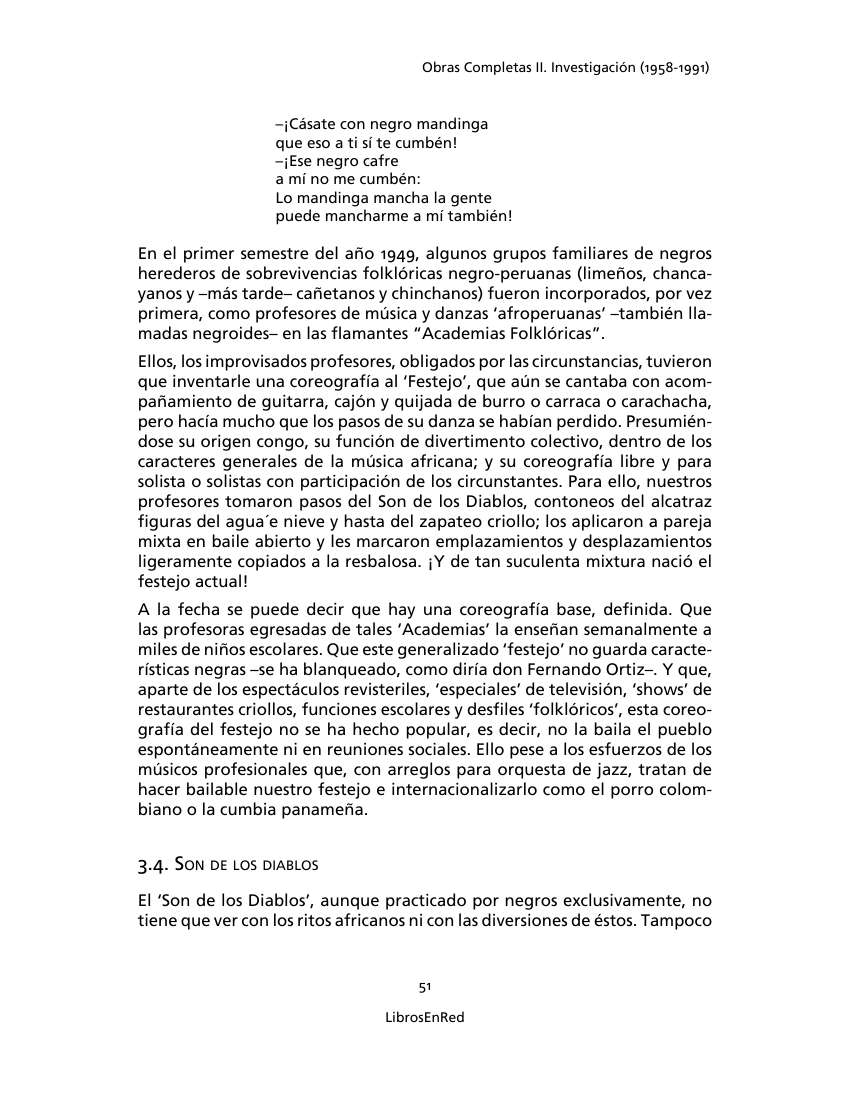 Obras Completas II. Investigación (1958-1991)
–¡Cásate con negro mandinga
que eso a ti sí te cumbén!
–¡Ese negro cafre
a mí no me cumbén:
Lo mandinga mancha la gente
puede mancharme a mí también!
En el primer semestre del año 1949, algunos grupos familiares de negros
herederos de sobrevivencias folklóricas negro-peruanas (limeños, chanca-
yanos y –más tarde– cañetanos y chinchanos) fueron incorporados, por vez
primera, como profesores de música y danzas ‘afroperuanas’ –también lla-
madas negroides– en las flamantes “Academias Folklóricas”.
Ellos, los improvisados profesores, obligados por las circunstancias, tuvieron
que inventarle una coreografía al ‘Festejo’, que aún se cantaba con acom-
pañamiento de guitarra, cajón y quijada de burro o carraca o carachacha,
pero hacía mucho que los pasos de su danza se habían perdido. Presumién-
dose su origen congo, su función de divertimento colectivo, dentro de los
caracteres generales de la música africana; y su coreografía libre y para
solista o solistas con participación de los circunstantes. Para ello, nuestros
profesores tomaron pasos del Son de los Diablos, contoneos del alcatraz
figuras del agua´e nieve y hasta del zapateo criollo; los aplicaron a pareja
mixta en baile abierto y les marcaron emplazamientos y desplazamientos
ligeramente copiados a la resbalosa. ¡Y de tan suculenta mixtura nació el
festejo actual!
A la fecha se puede decir que hay una coreografía base, definida. Que
las profesoras egresadas de tales ‘Academias’ la enseñan semanalmente a
miles de niños escolares. Que este generalizado ‘festejo’ no guarda caracte-
rísticas negras –se ha blanqueado, como diría don Fernando Ortiz–. Y que,
aparte de los espectáculos revisteriles, ‘especiales’ de televisión, ‘shows’ de
restaurantes criollos, funciones escolares y desfiles ‘folklóricos’, esta coreo-
grafía del festejo no se ha hecho popular, es decir, no la baila el pueblo
espontáneamente ni en reuniones sociales. Ello pese a los esfuerzos de los
músicos profesionales que, con arreglos para orquesta de jazz, tratan de
hacer bailable nuestro festejo e internacionalizarlo como el porro colom-
biano o la cumbia panameña.
3.4. Son de los diablos
El ‘Son de los Diablos’, aunque practicado por negros exclusivamente, no
tiene que ver con los ritos africanos ni con las diversiones de éstos. Tampoco
51
LibrosEnRed